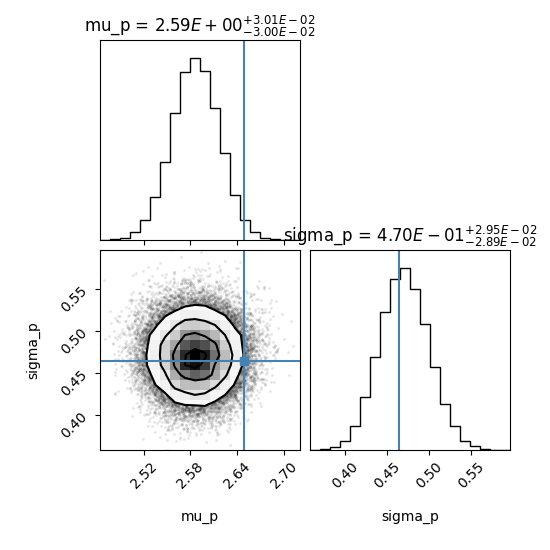 mu_p = 2.59E + 00 +3.01E − 02 −3.00E − 02
sigma_p = 4.70E − 01 +2.95E − 02 −2.89E − 02
0.55
0.50
0.45
0.40
sigma_p
2.52 2.58 2.64 2.70
0.40 0.45 0.50 0.55
mu_p
sigma_p